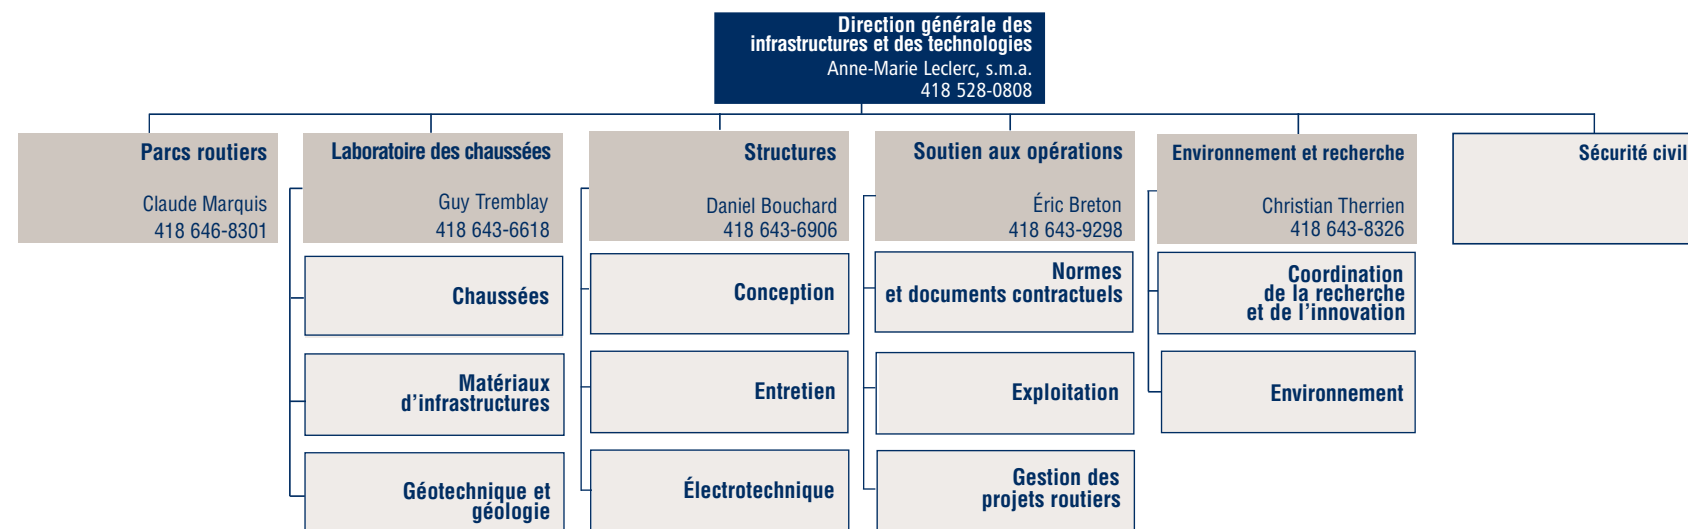 Direction générale des
infrastructures et des technologies
Anne-Marie Leclerc, s.m.a.
418 528-0808
Parcs routiers
Claude Marquis
418 646-8301
Laboratoire des chaussées
Guy Tremblay
418 643-6618
Chaussées
Matériaux
d’infrastructures
Géotechnique et
géologie
Structures
Daniel Bouchard
418 643-6906
Conception
Entretien
Électrotechnique
Soutien aux opérations
Éric Breton
418 643-9298
Normes
et documents contractuels
Exploitation
Gestion des
projets routiers
Environnement et recherche
Christian Therrien
418 643-8326
Coordination
de la recherche
et de l’innovation
Environnement
Sécurité civil